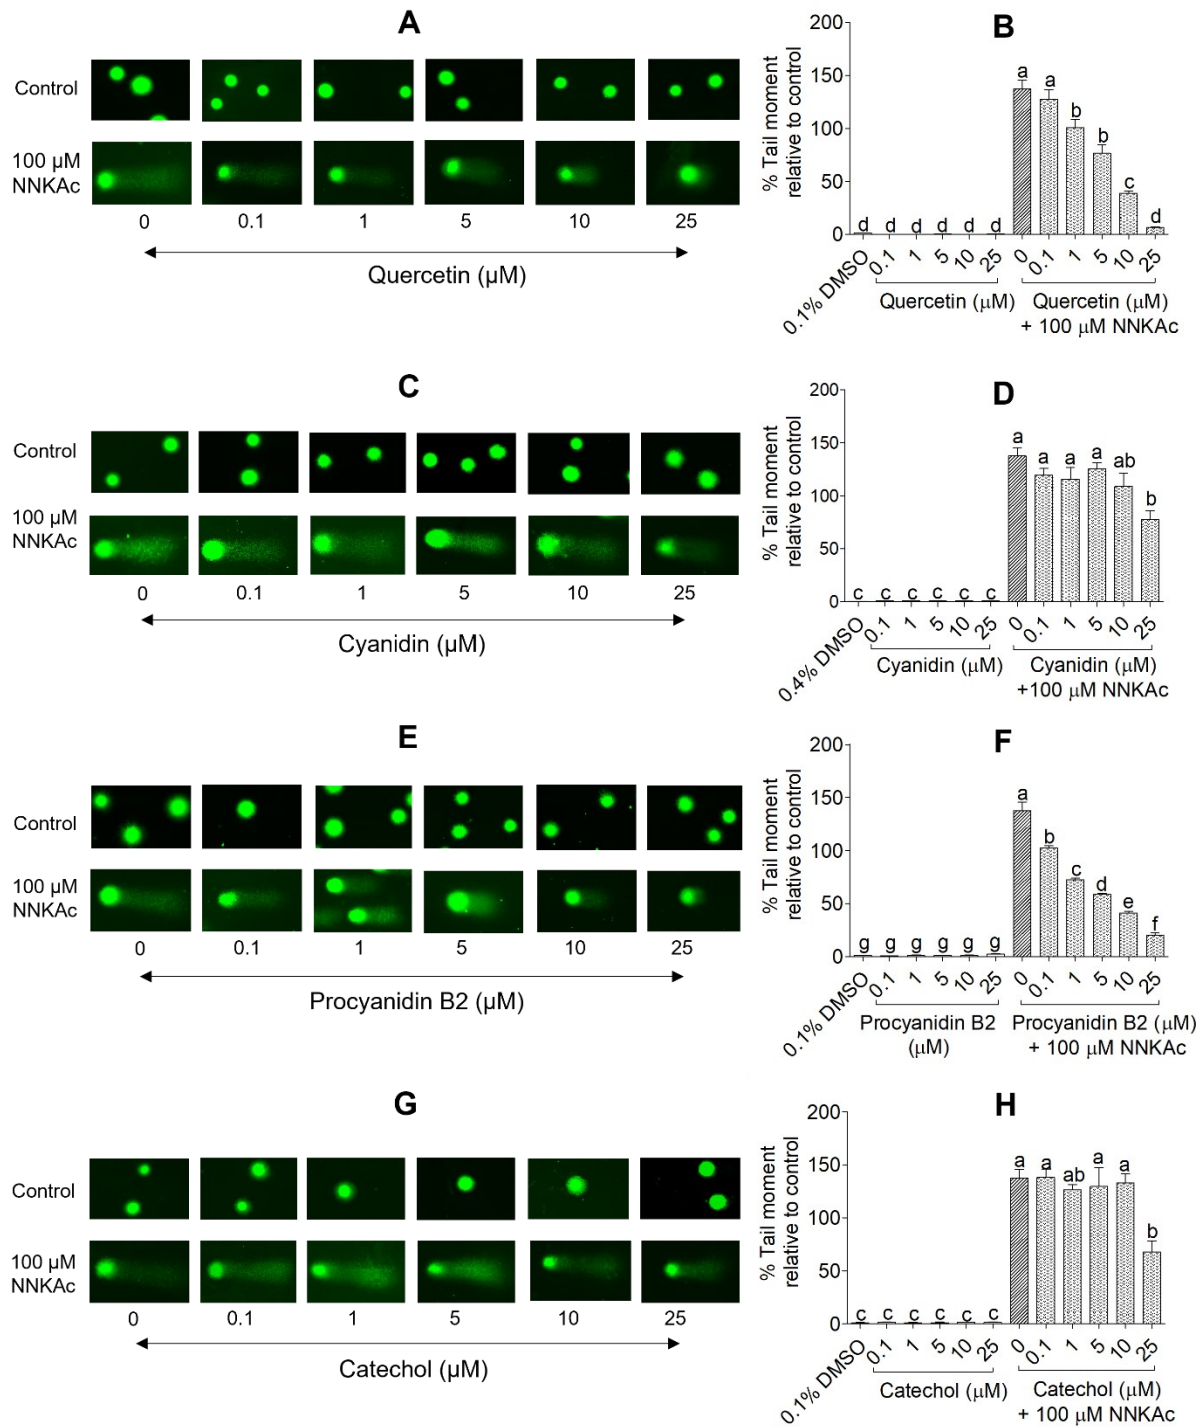 A
Control
100 µM
NNKAc
0 0.1 1 5 10 25
Quercetin (µM)
B
% Tail moment
relative to control
200
150
100
50
0
d d d d d d a a b b c d
0.1% DMSO 0.1 1 5 10 25 0 0.1 1 5 10 25
Quercetin (µM) Quercetin (µM)
+ 100 µM NNKAc
C
Control
100 µM
NNKAc
0 0.1 1 5 10 25
Cyanidin (µM)
D
% Tail moment
relative to control
200
150
100
50
0
c c c c c c a a a a ab b
0.4% DMSO 0.1 1 5 10 25 0 0.1 1 5 10 25
Cyanidin (µM) Cyanidin (µM)
+100 µM NNKAc
E
Control
100 µM
NNKAc
0 0.1 1 5 10 25
Procyanidin B2 (µM)
F
% Tail moment
relative to control
200
150
100
50
0
g g g g g g a b c d e f
0.1% DMSO 0.1 1 5 10 25 0 0.1 1 5 10 25
Procyanidin B2 Procyanidin B2 (µM)
(µM) + 100 µM NNKAc
G
Control
100 µM
NNKAc
0 0.1 1 5 10 25
Catechol (µM)
H
% Tail moment
relative to control
200
150
100
50
0
c c c c c c a a ab a a b
0.1% DMSO 0.1 1 5 10 25 0 0.1 1 5 10 25
Catechol (µM) Catechol (µM)
+ 100 µM NNKAc